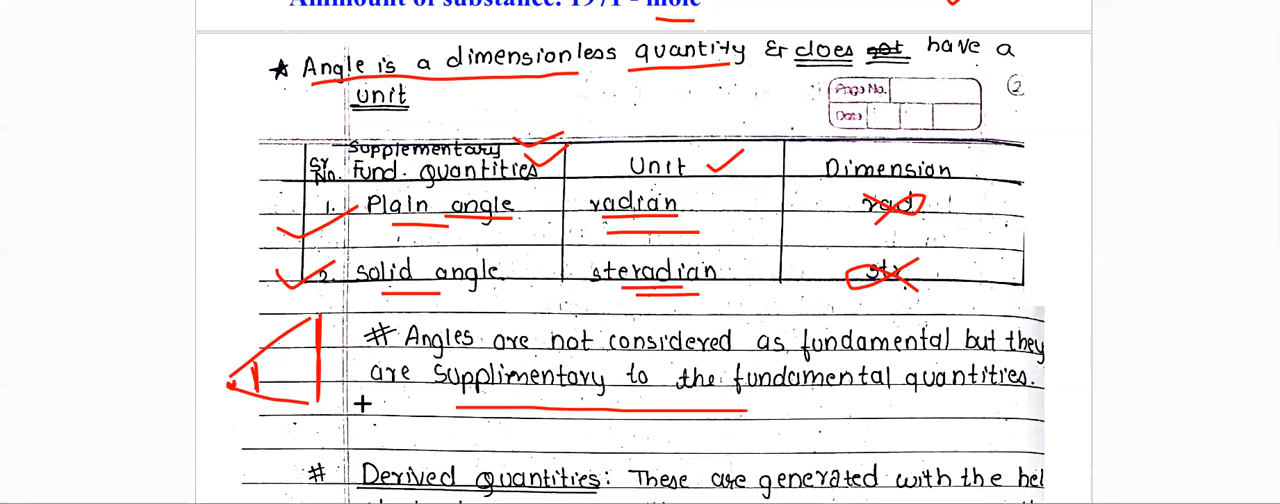 Ammount of substance. 1971 - mole
★ Angle is a dimensionless quantity & does not have a
unit
Page No.
Date
2
Sr. No. Supplementary Fund. quantities Unit Dimension
1. Plain angle radian rad
2. Solid angle steradian str
# Angles are not considered as fundamental but they
are supplimentary to the fundamental quantities.
+
# Derived quantities: These are generated with the hel